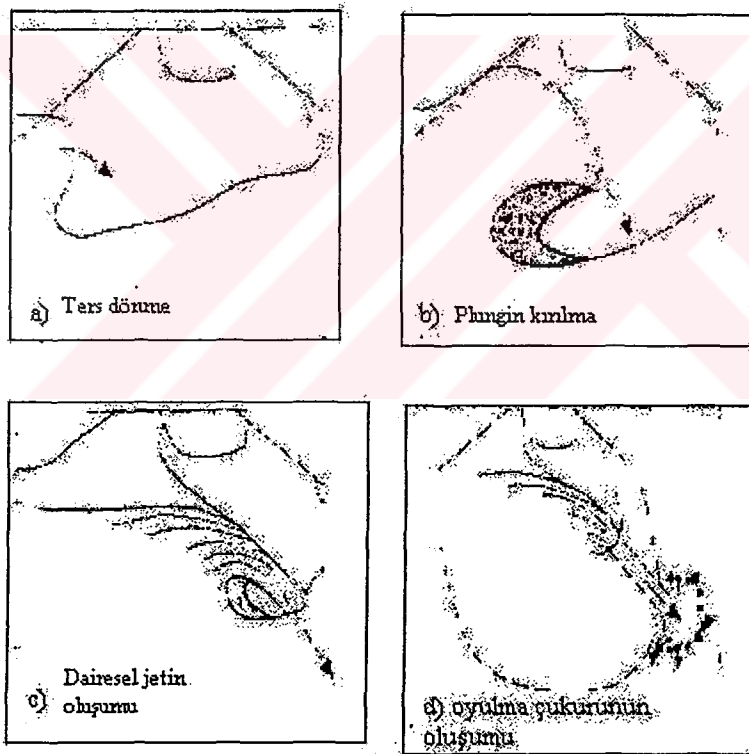 a) Ters dönme
b) Plungin kırılma
c) Dairesel jetin
oluşumu
d) oyulma çukurunun
oluşumu